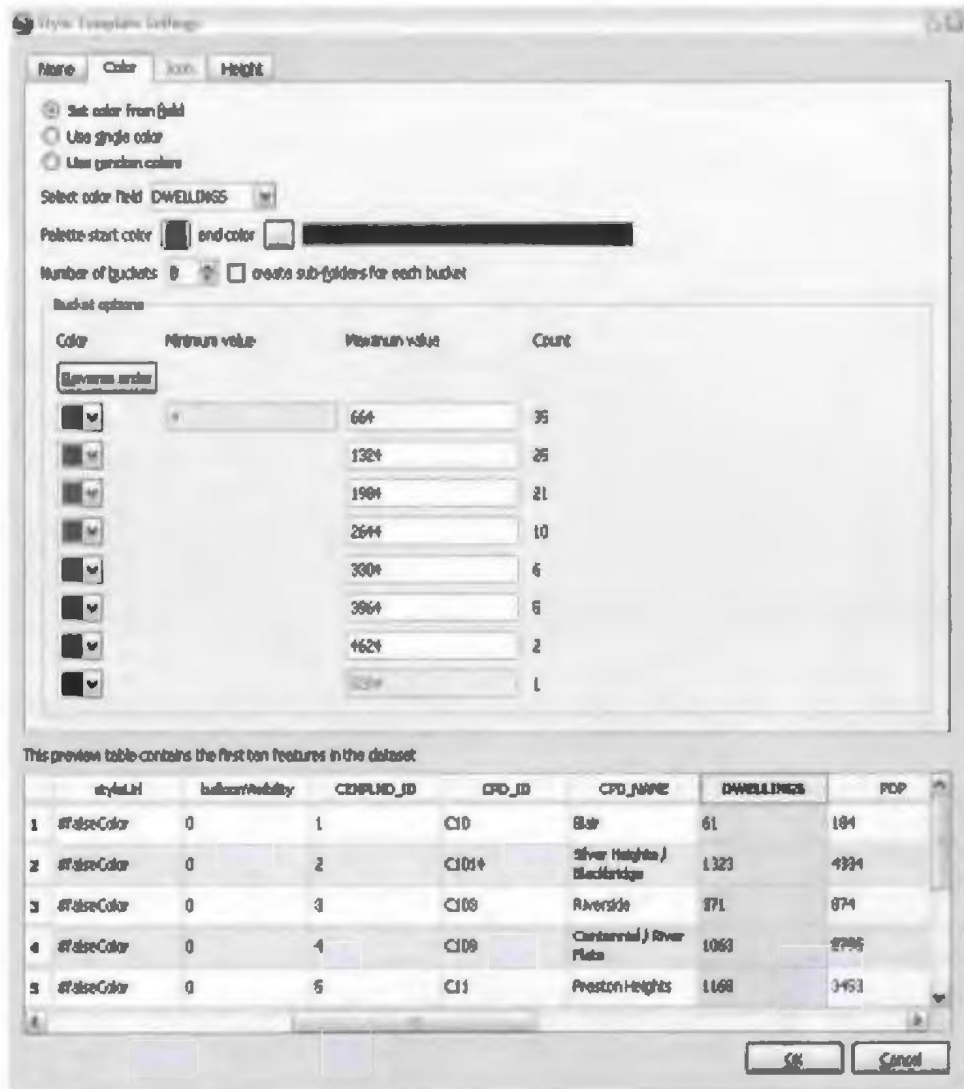 Style Template Settings
Name Color Icon Height
Set color from field
Use single color
Use random colors
Select color field DWELLINGS
Palette start color end color
Number of buckets 8 create sub-folders for each bucket
Bucket options
Color Minimum value Maximum value Count
Reverse order
664 35
1324 25
1984 21
2644 10
3304 6
3964 5
4624 2
1
This preview table contains the first ten features in the dataset
styleUrl balloonVisibility CENPLND_ID CPD_ID CPD_NAME DWELLINGS POP
1 #FalseColor 0 1 C10 Blair 61 184
2 #FalseColor 0 2 C1014 Silver Heights /
Blackbridge 1323
3 #FalseColor 0 3 Riverside 874
4 #FalseColor 0 4 C109 Centennial / River
Flats 1063
5 #FalseColor 0 5 C11 Preston Heights 1168 3453
OK Cancel